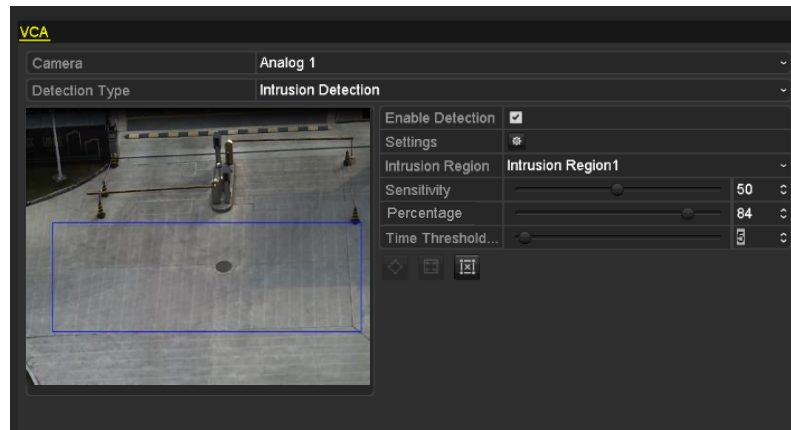 VCA
Camera Analog 1
Detection Type Intrusion Detection
Enable Detection
Settings
Intrusion Region Intrusion Region1
Sensitivity 50
Percentage 84
Time Threshold... 5